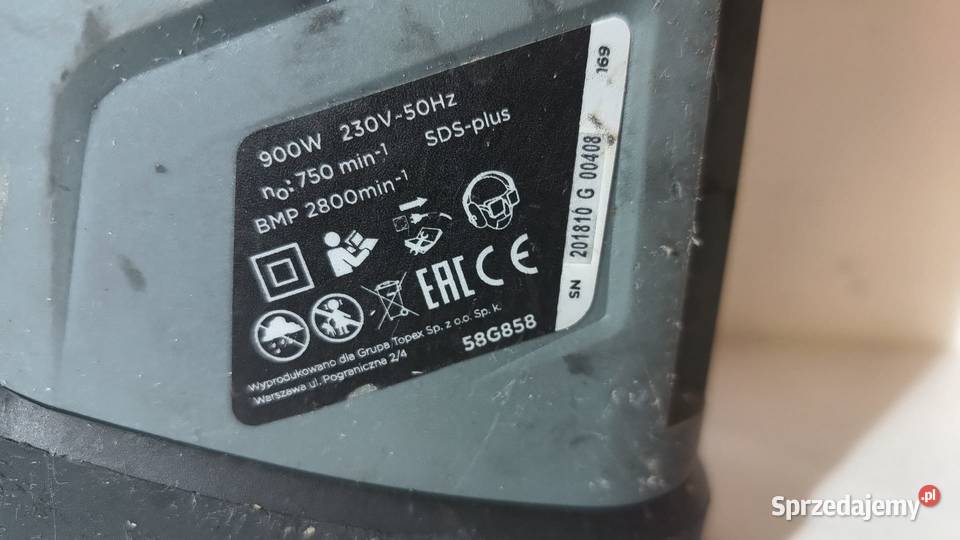 900W 230V~50Hz
n₀: 750 min⁻¹ SDS-plus
BMP 2800min⁻¹
EAC CE
Wyprodukowano dla Grupa Topex Sp. z o.o. Sp. k.
Warszawa ul. Pograniczna 2/4
58G858
SN 201810 G 00408 169
Sprzedajemy.pl